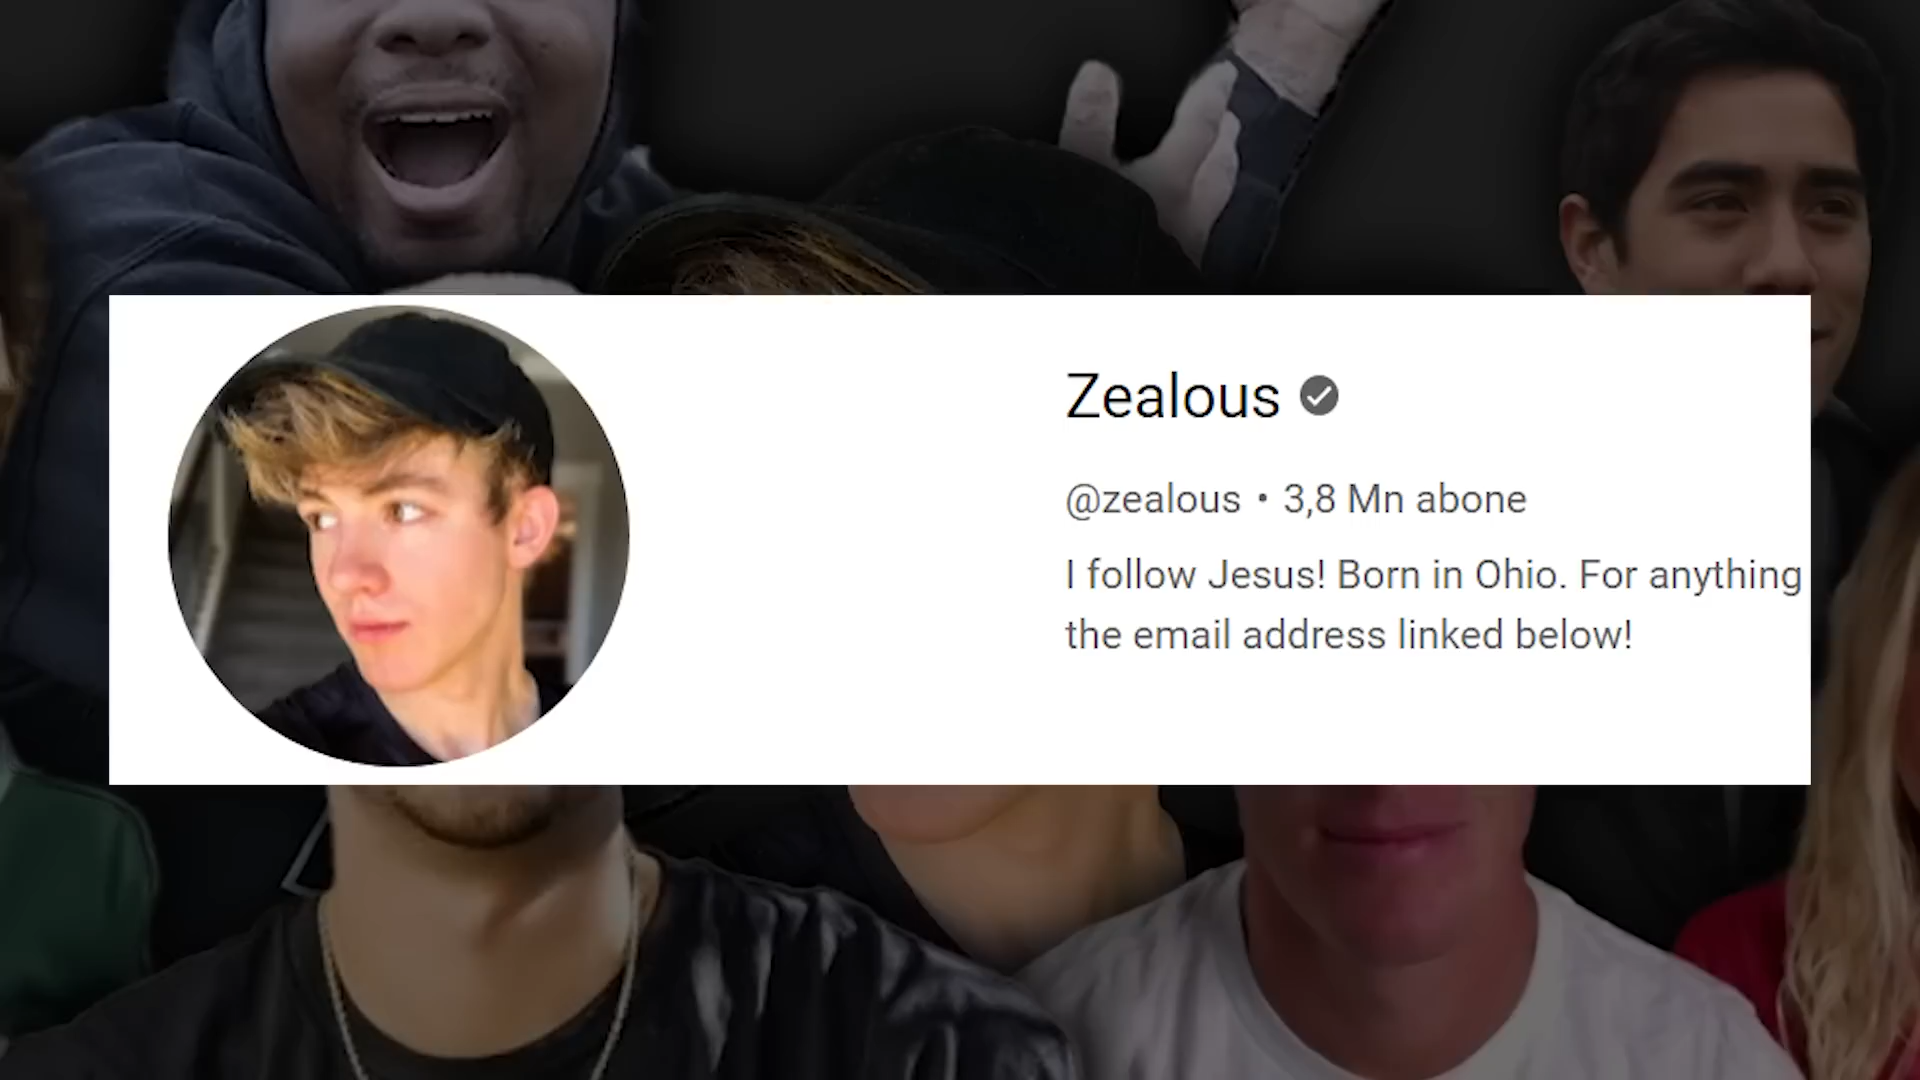 Zealous
@zealous • 3,8 Mn abone
I follow Jesus! Born in Ohio. For anything
the email address linked below!